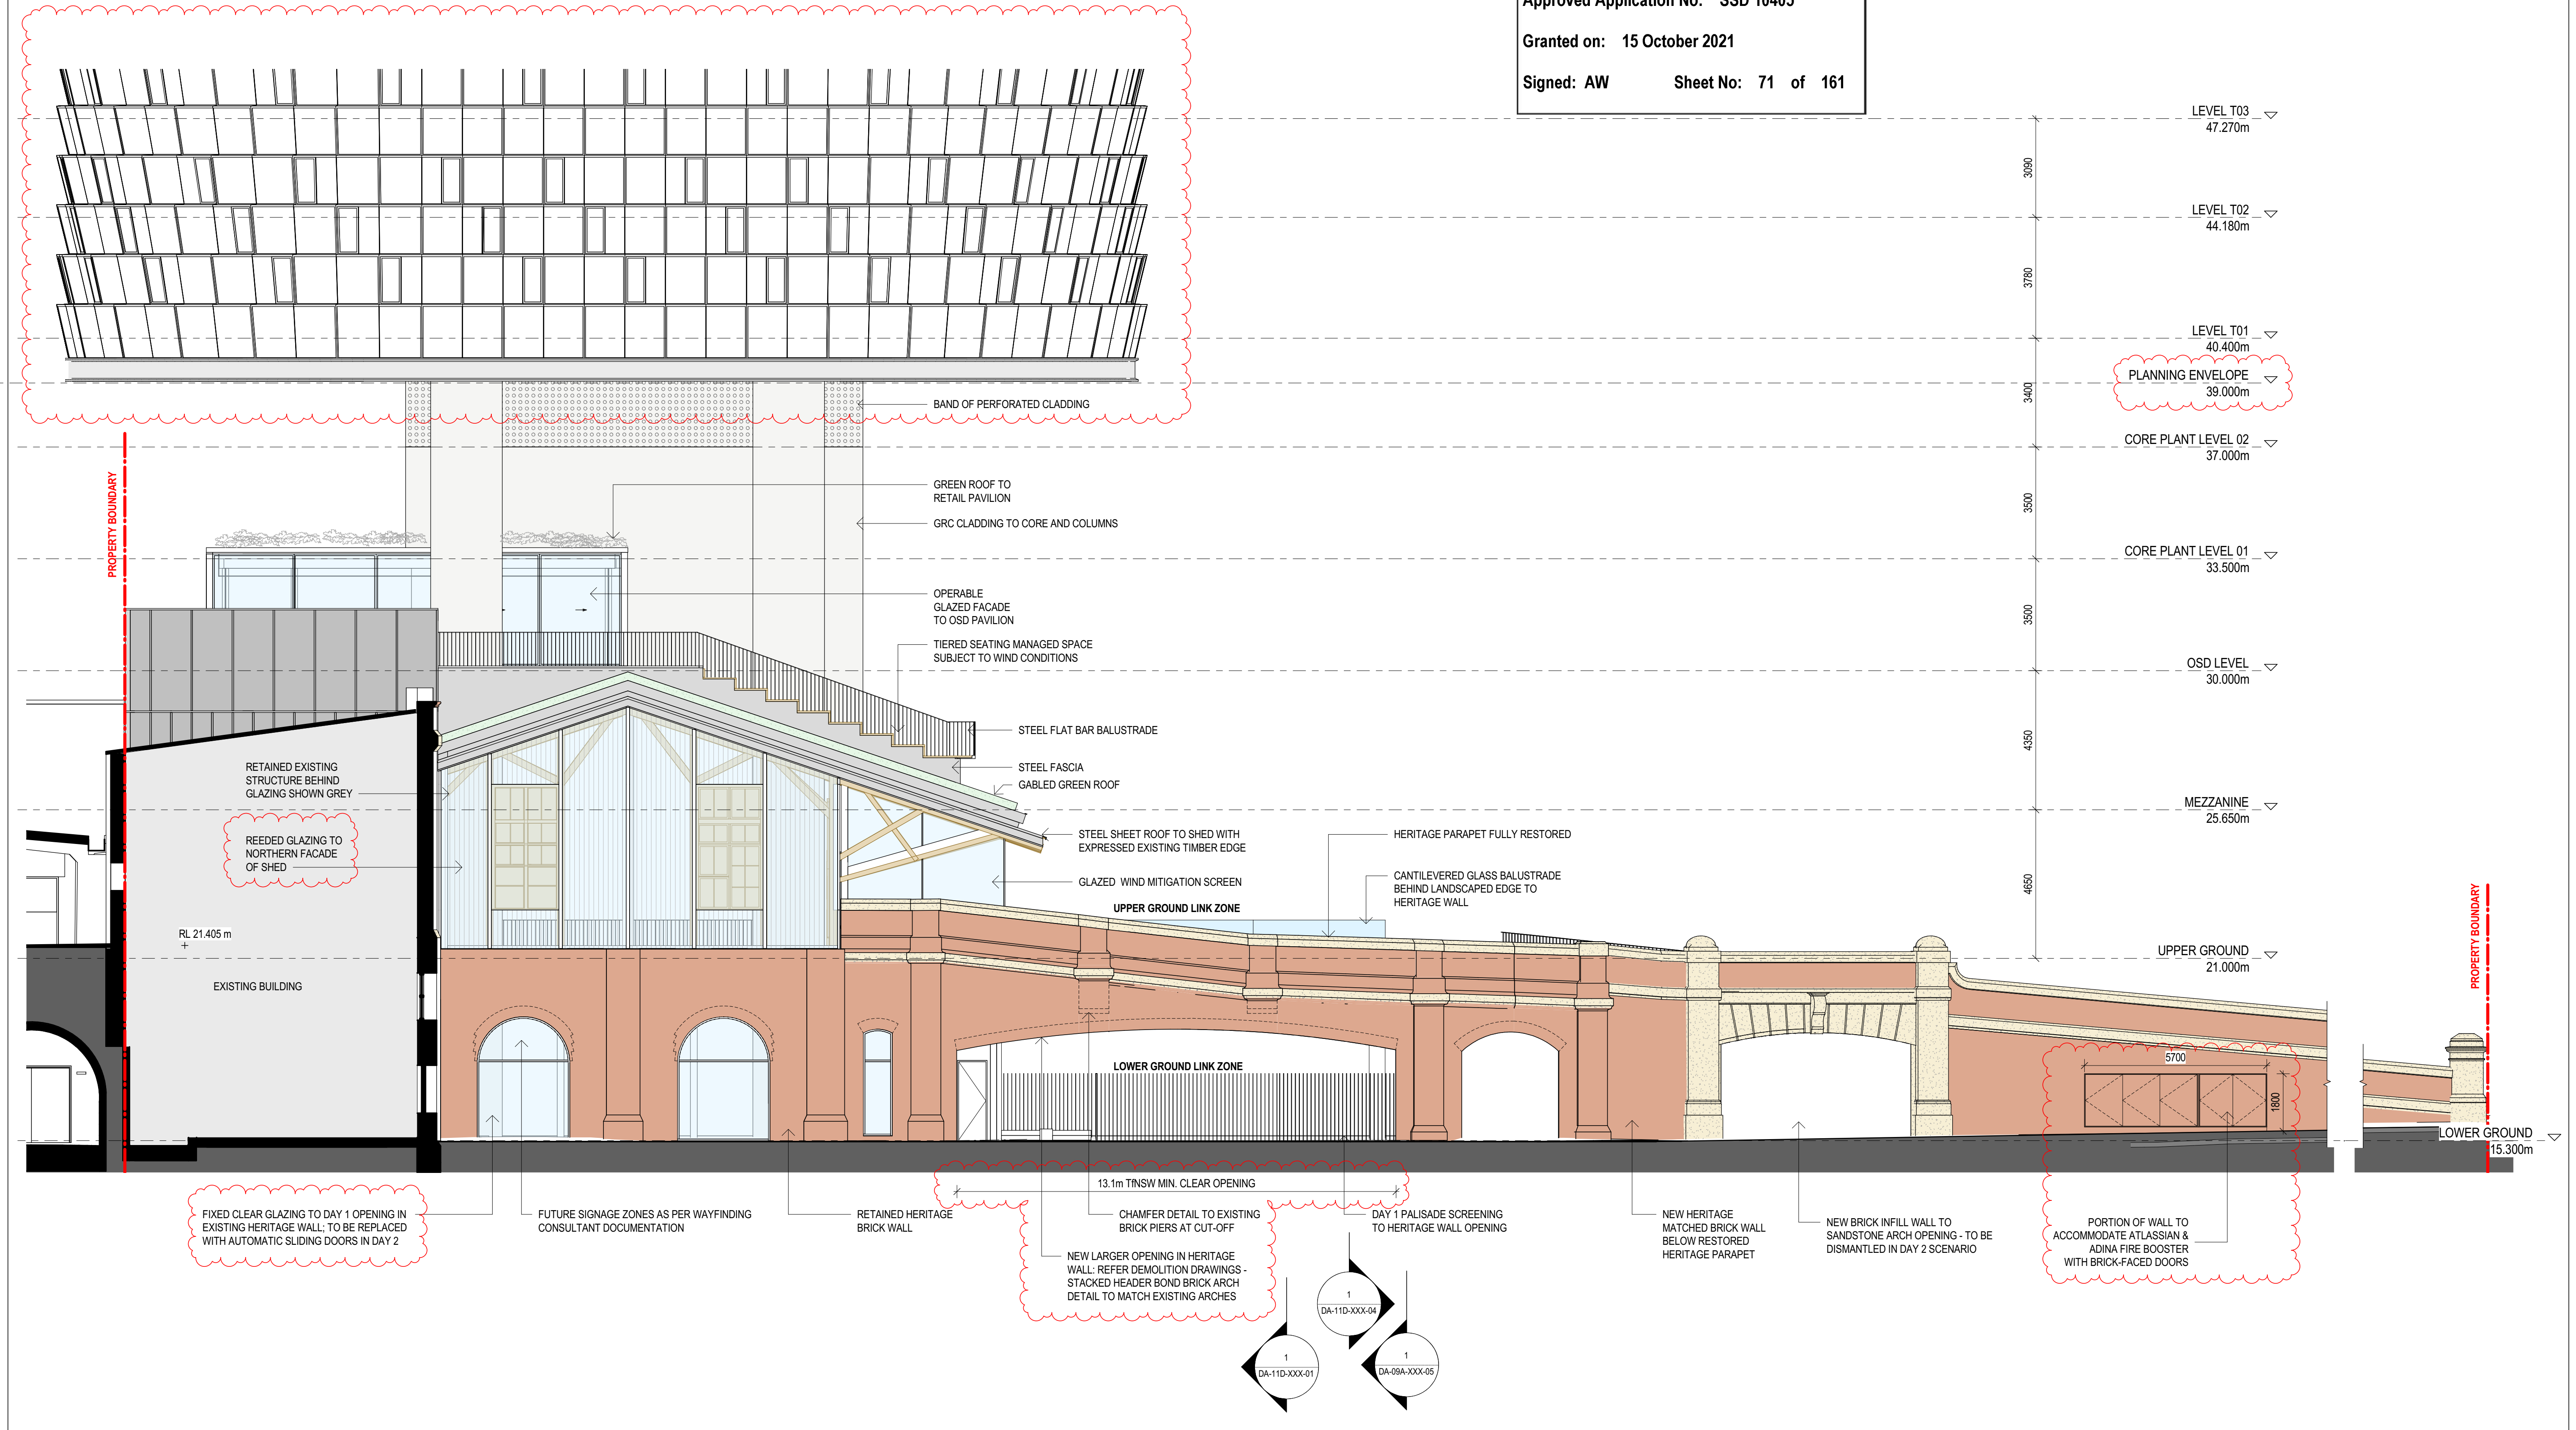 Approved Application No: SSD 10405
Granted on: 15 October 2021
Signed: AW Sheet No: 71 of 161
LEVEL T03
47.270m
3090
LEVEL T02
44.180m
3780
LEVEL T01
40.400m
PLANNING ENVELOPE
39.000m
3400
BAND OF PERFORATED CLADDING
CORE PLANT LEVEL 02
37.000m
PROPERTY BOUNDARY
GREEN ROOF TO
RETAIL PAVILION
3500
GRC CLADDING TO CORE AND COLUMNS
CORE PLANT LEVEL 01
33.500m
OPERABLE
GLAZED FACADE
TO OSD PAVILION
3500
TIERED SEATING MANAGED SPACE
SUBJECT TO WIND CONDITIONS
OSD LEVEL
30.000m
STEEL FLAT BAR BALUSTRADE
4350
STEEL FASCIA
GABLED GREEN ROOF
RETAINED EXISTING
STRUCTURE BEHIND
GLAZING SHOWN GREY
MEZZANINE
25.650m
REEDED GLAZING TO
NORTHERN FACADE
OF SHED
STEEL SHEET ROOF TO SHED WITH
EXPRESSED EXISTING TIMBER EDGE
HERITAGE PARAPET FULLY RESTORED
GLAZED WIND MITIGATION SCREEN
CANTILEVERED GLASS BALUSTRADE
BEHIND LANDSCAPED EDGE TO
HERITAGE WALL
4650
UPPER GROUND LINK ZONE
RL 21.405 m
PROPERTY BOUNDARY
UPPER GROUND
21.000m
EXISTING BUILDING
LOWER GROUND LINK ZONE
5700
1800
LOWER GROUND
15.300m
13.1m TfNSW MIN. CLEAR OPENING
FIXED CLEAR GLAZING TO DAY 1 OPENING IN
EXISTING HERITAGE WALL; TO BE REPLACED
WITH AUTOMATIC SLIDING DOORS IN DAY 2
FUTURE SIGNAGE ZONES AS PER WAYFINDING
CONSULTANT DOCUMENTATION
RETAINED HERITAGE
BRICK WALL
CHAMFER DETAIL TO EXISTING
BRICK PIERS AT CUT-OFF
DAY 1 PALISADE SCREENING
TO HERITAGE WALL OPENING
NEW HERITAGE
MATCHED BRICK WALL
BELOW RESTORED
HERITAGE PARAPET
NEW BRICK INFILL WALL TO
SANDSTONE ARCH OPENING - TO BE
DISMANTLED IN DAY 2 SCENARIO
PORTION OF WALL TO
ACCOMMODATE ATLASSIAN &
ADINA FIRE BOOSTER
WITH BRICK-FACED DOORS
NEW LARGER OPENING IN HERITAGE
WALL: REFER DEMOLITION DRAWINGS -
STACKED HEADER BOND BRICK ARCH
DETAIL TO MATCH EXISTING ARCHES
1
DA-11D-XXX-04
1
DA-11D-XXX-01
1
DA-09A-XXX-05